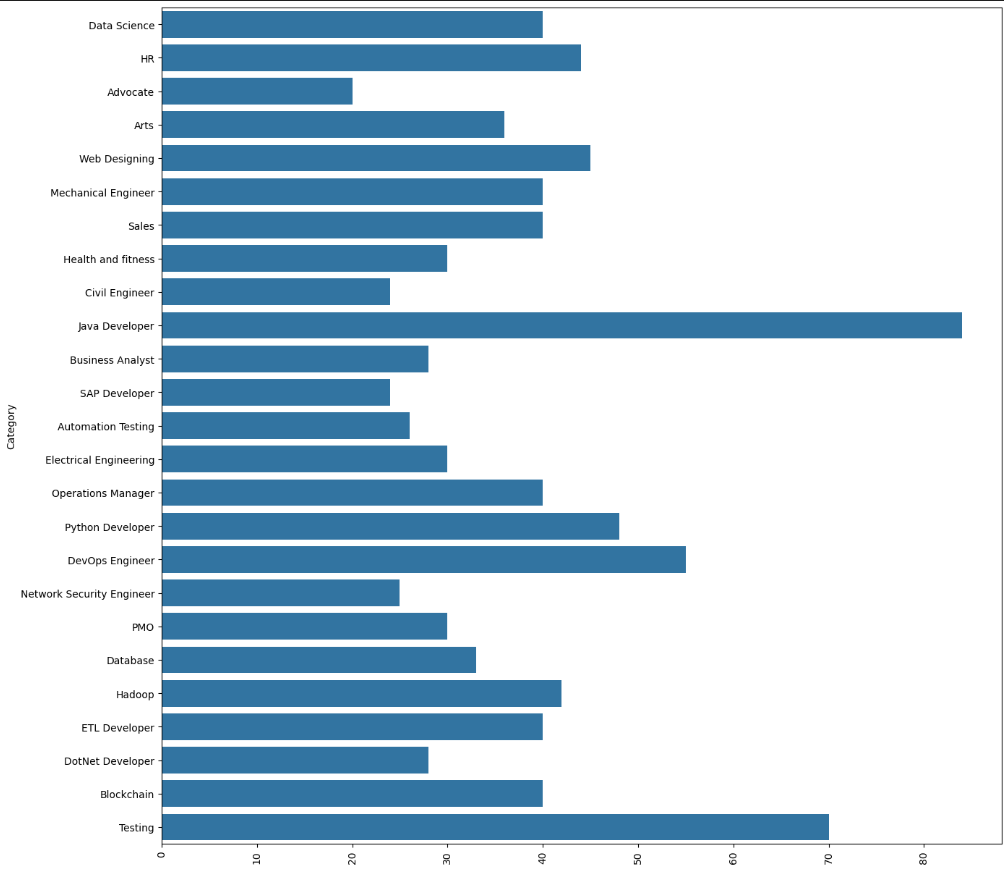 Data Science
HR
Advocate
Arts
Web Designing
Mechanical Engineer
Sales
Health and fitness
Civil Engineer
Java Developer
Business Analyst
SAP Developer
Category
Automation Testing
Electrical Engineering
Operations Manager
Python Developer
DevOps Engineer
Network Security Engineer
PMO
Database
Hadoop
ETL Developer
DotNet Developer
Blockchain
Testing
0 10 20 30 40 50 60 70 80